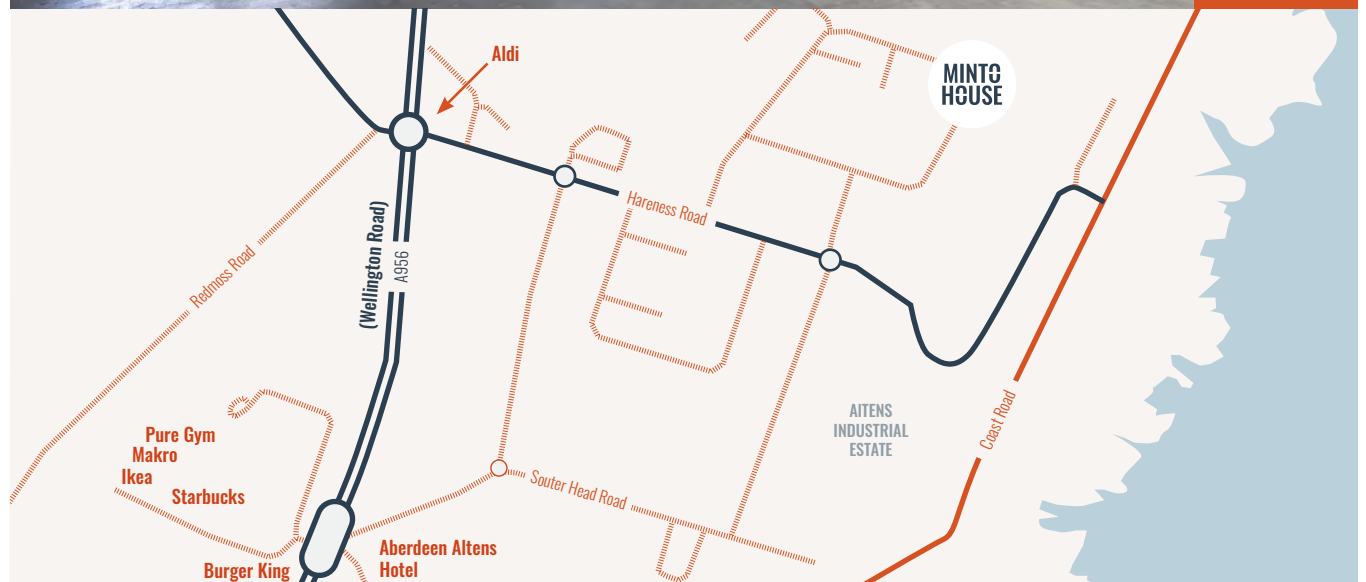 Aldi
MINTO
HOUSE
Hareness Road
(Wellington Road)
A956
Redmoss Road
AITENS
INDUSTRIAL
ESTATE
Coast Road
Pure Gym
Makro
Ikea
Starbucks
Souter Head Road
Aberdeen Altens
Hotel
Burger King